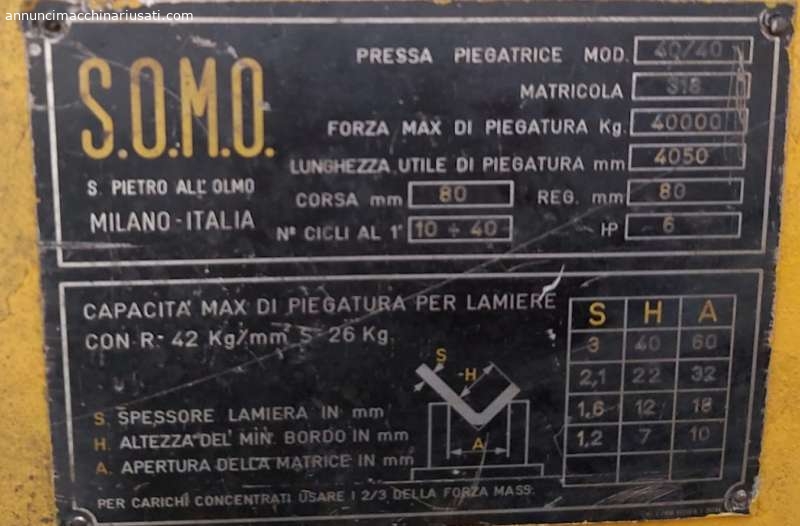 annuncimacchinariusati.com
S.O.M.O.
S. PIETRO ALL' OLMO
MILANO - ITALIA
PRESSA PIEGATRICE MOD. 40/40
MATRICOLA 318
FORZA MAX DI PIEGATURA Kg. 40000
LUNGHEZZA UTILE DI PIEGATURA mm 4050
CORSA mm 80 REG. mm 80
N° CICLI AL 1' 10 ÷ 40 HP 6
CAPACITA' MAX DI PIEGATURA PER LAMIERE
CON R- 42 Kg/mm S- 26 Kg.
S. SPESSORE LAMIERA IN mm
H. ALTEZZA DEL MIN. BORDO IN mm
A. APERTURA DELLA MATRICE IN mm
S
H
A
S H A
3 40 60
2,1 22 32
1,6 12 18
1,2 7 10
PER CARICHI CONCENTRATI USARE I 2/3 DELLA FORZA MASS.